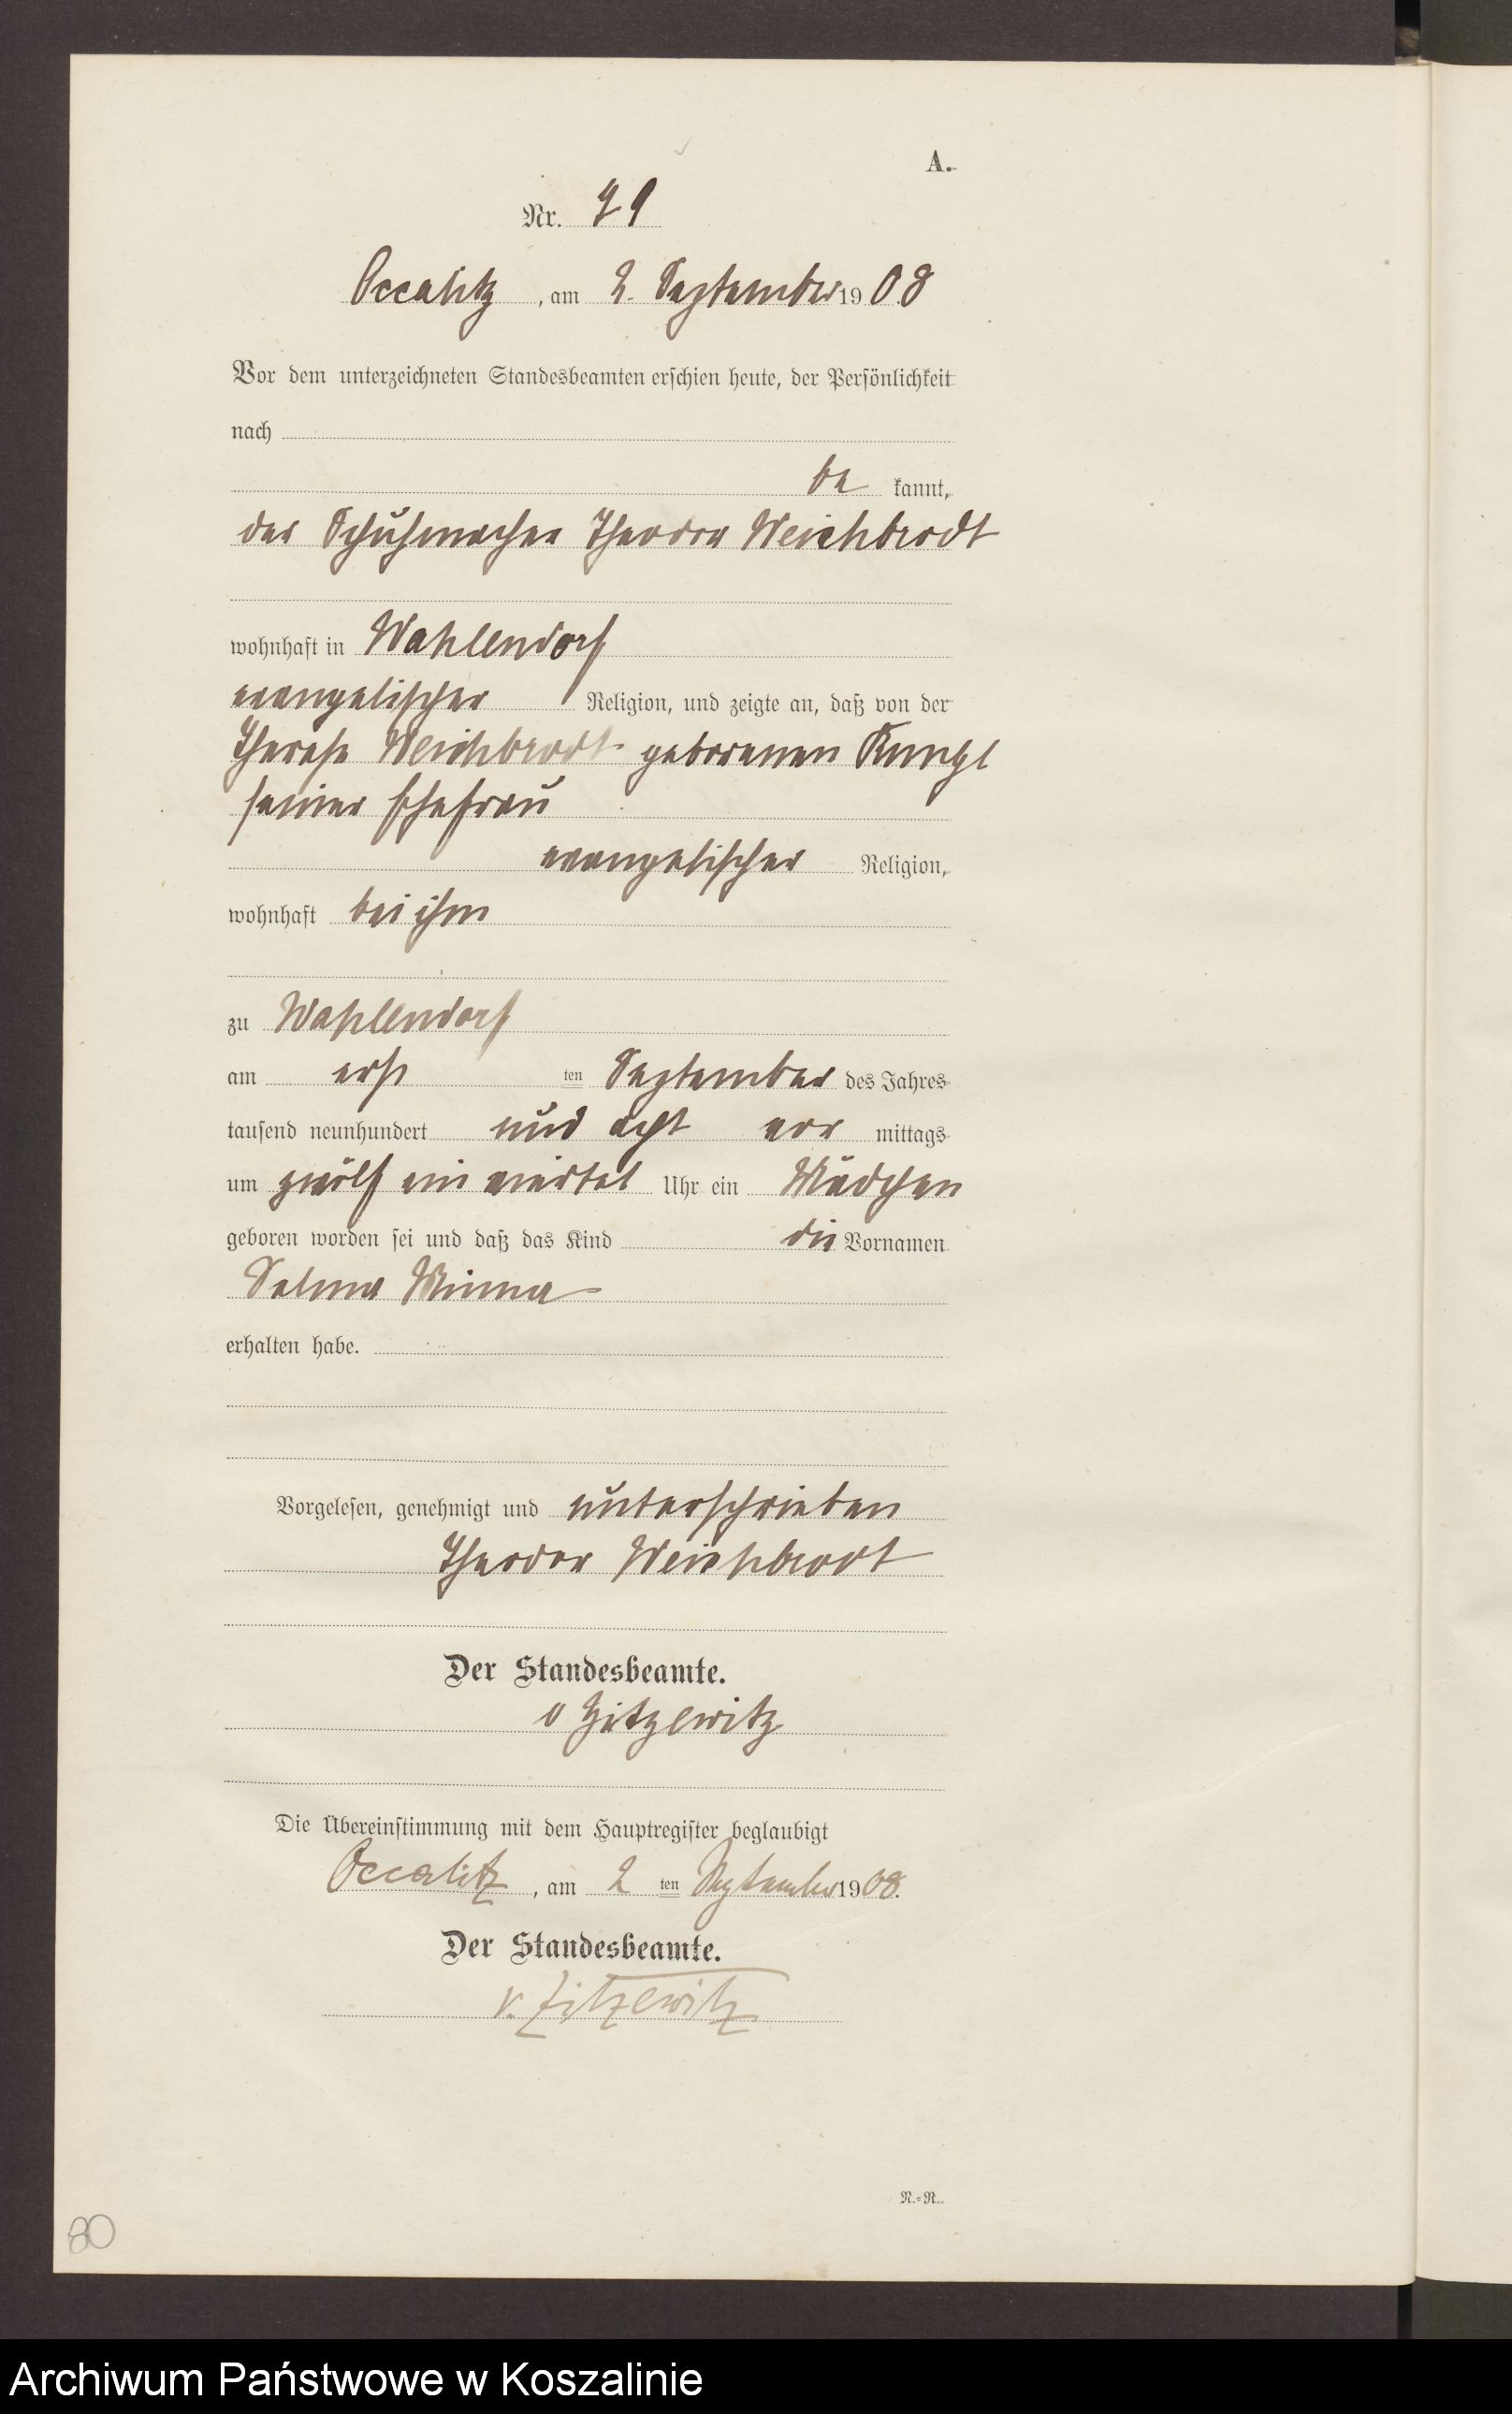 A.
Nr. 21
Occalitz, am 2. September 1908
Vor dem unterzeichneten Standesbeamten erschien heute, der Persönlichkeit
nach
be kannt,
der Schuhmacher Theodor Weichbrodt
wohnhaft in Wahlendorf
evangelischer Religion, und zeigte an, daß von der
Therese Weichbrodt geborenen
seiner Ehefrau
evangelischer Religion,
wohnhaft bei ihm
zu Wahlendorf
am ersten September des Jahres
tausend neunhundert und acht vor mittags
um zwölf ein viertel Uhr ein Mädchen
geboren worden sei und daß das Kind die Vornamen
Selma Minna
erhalten habe.
Vorgelesen, genehmigt und unterschrieben
Theodor Weichbrodt
Der Standesbeamte.
v Zitzewitz
Die Übereinstimmung mit dem Hauptregister beglaubigt
Occalitz, am 2 ten September 1908.
Der Standesbeamte.
v. Zitzewitz
N.=R.
80
Archiwum Państwowe w Koszalinie